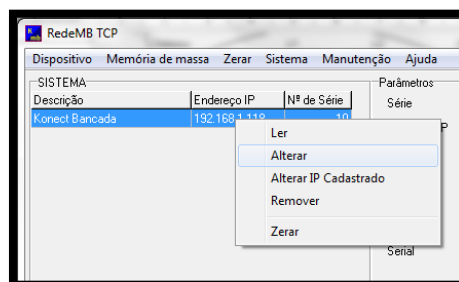 RedeMB TCP
Dispositivo Memória de massa Zerar Sistema Manutenção Ajuda
SISTEMA Parâmetros
Descrição Endereço IP Nº de Série Série
Konect Bancada 192.168.1.118 10
Ler P
Alterar
Alterar IP Cadastrado
Remover
Zerar
Serial